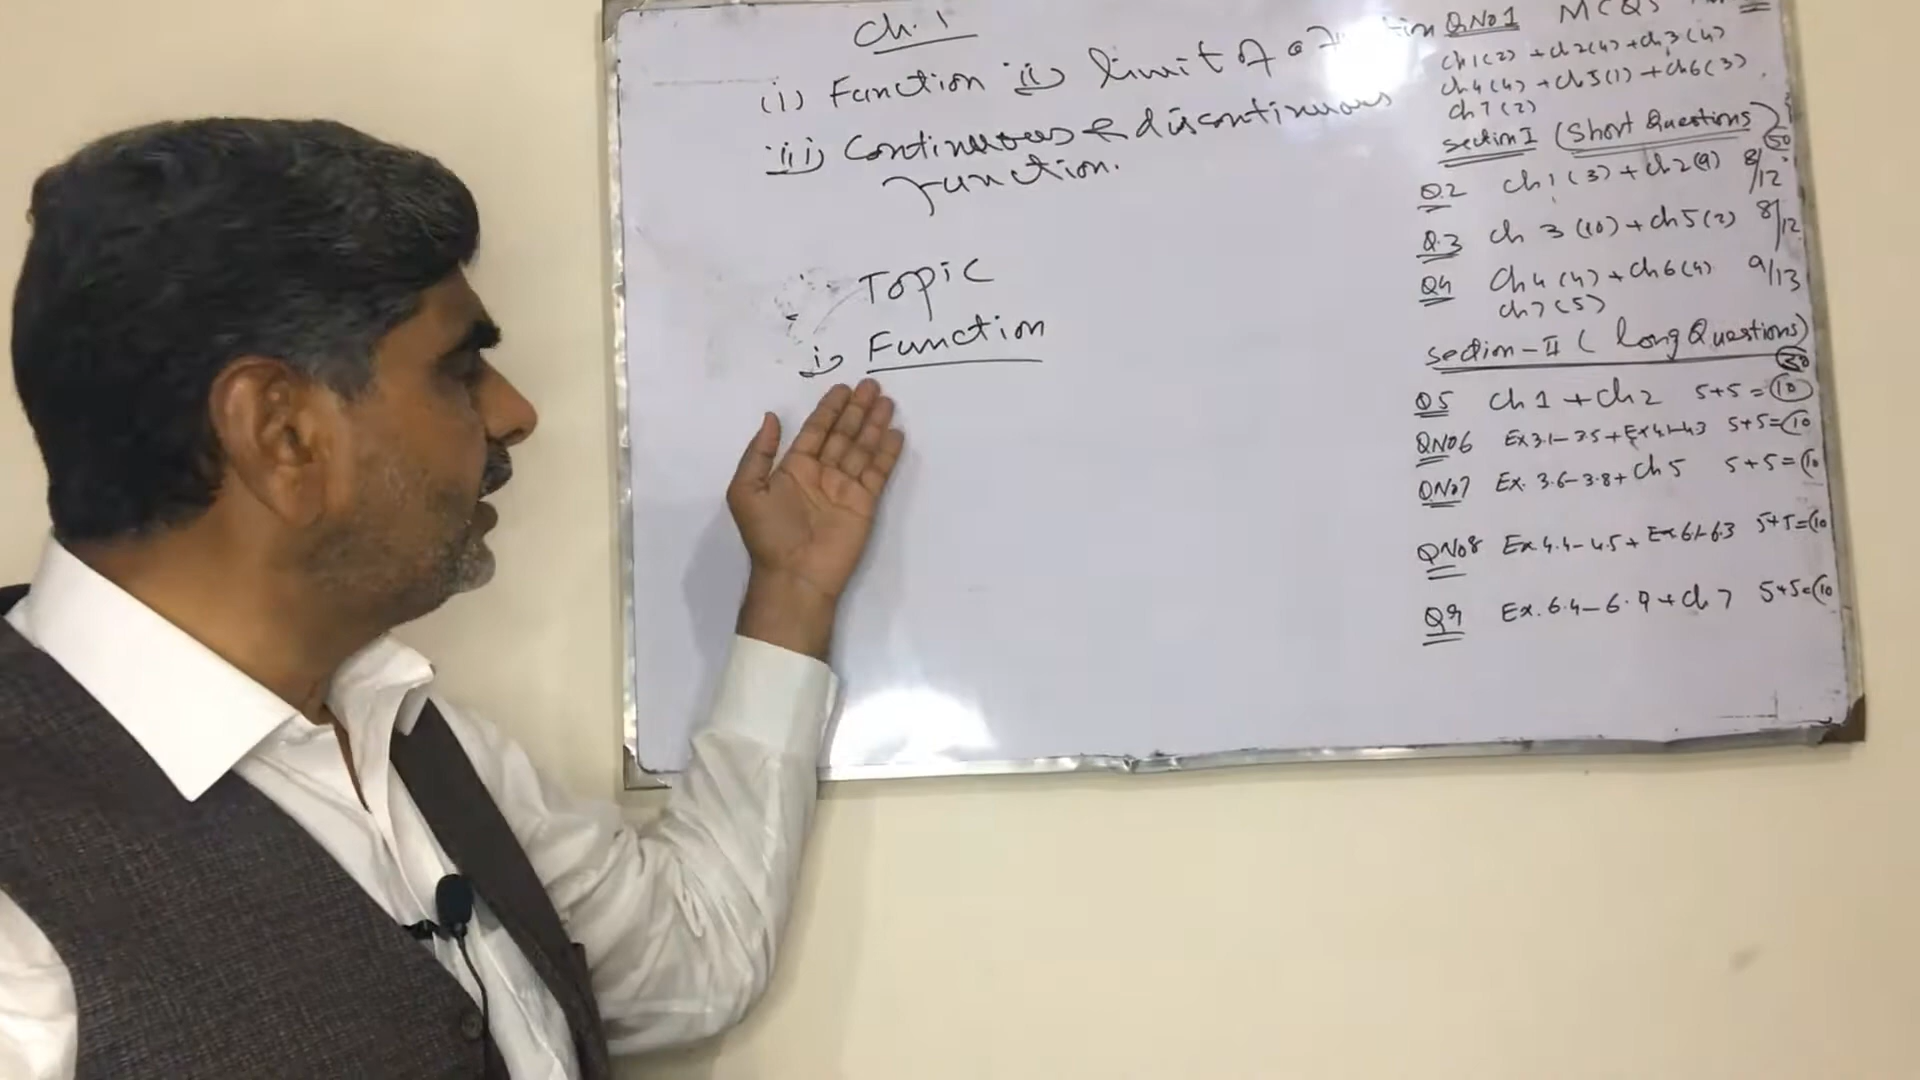 Ch. 1
(i) Function (ii) limit of a Function
(iii) Continuous & discontinuous
Function.
Topic
i) Function
QNo1 MCQS
ch1(2) + ch2(4) + ch3(4)
ch4(4) + ch5(1) + ch6(3)
ch7(2)
section I (Short Questions)
50
Q.2 ch1(3) + ch2(9) 8/12
Q.3 ch 3 (10) + ch5(2) 8/12
Q4 ch4(4) + ch6(4) 9/13
ch7(5)
section-II ( long Questions)
Q5 ch1 + ch2 5+5=10
QNo6 Ex3.1-3.5+Ex4.1-4.3 5+5=10
QNo7 Ex. 3.6-3.8+ ch5 5+5=10
QNo8 Ex.4.4-4.5+ Ex6.1-6.3 5+5=10
Q9 Ex.6.4-6.9+ch7 5+5=10